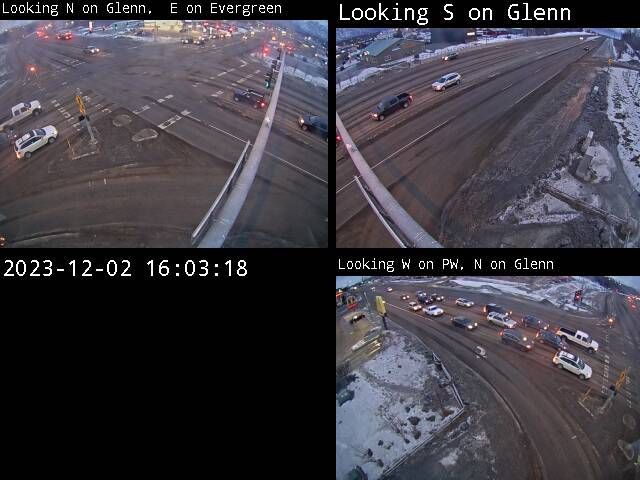 Looking N on Glenn, E on Evergreen
Looking S on Glenn
2023-12-02 16:03:18
Looking W on PW, N on Glenn